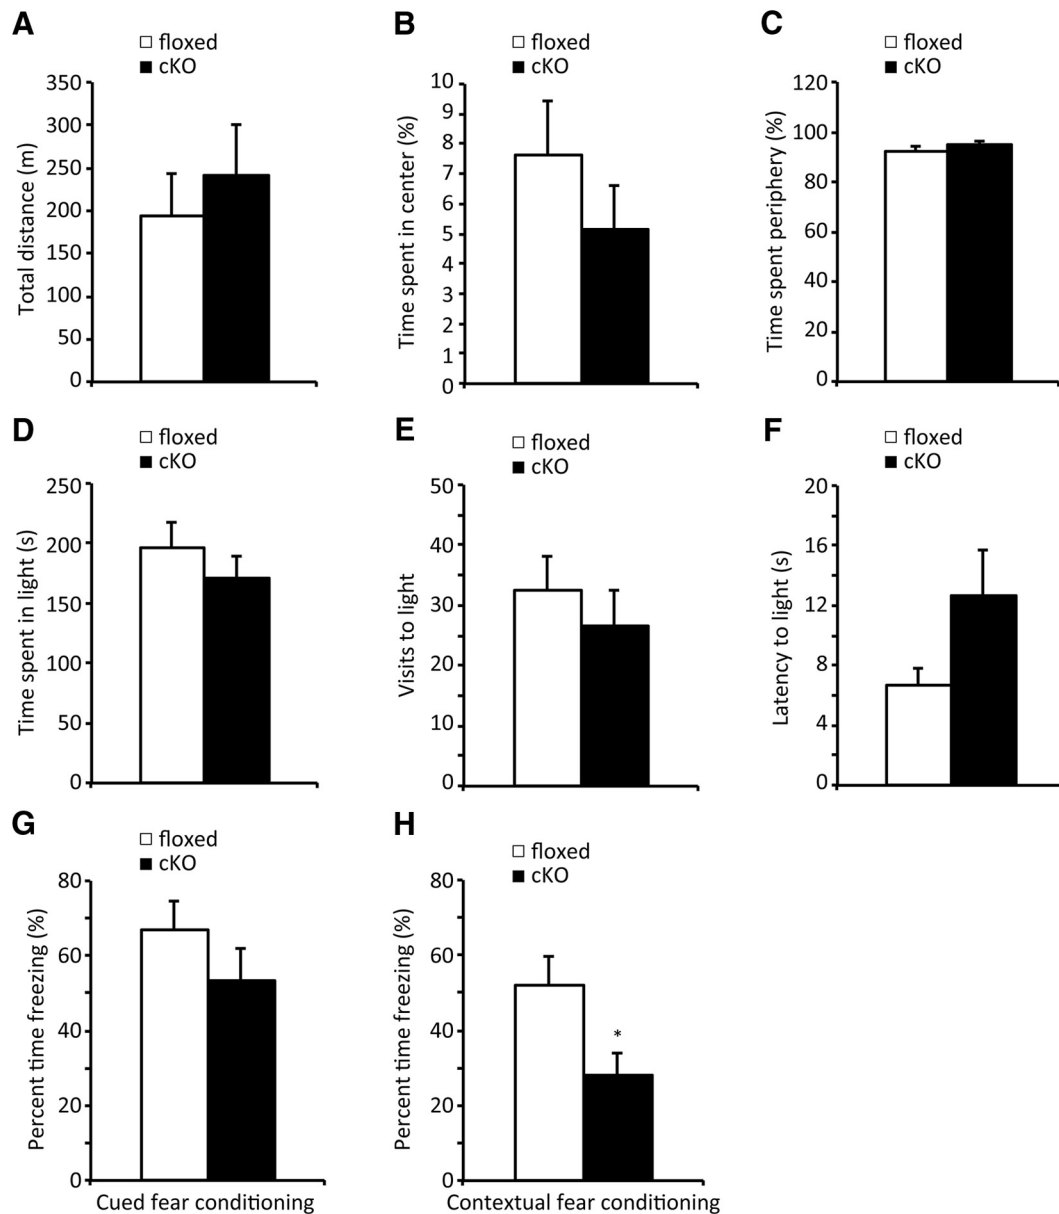 A
floxed
cKO
Total distance (m)
350
300
250
200
150
100
50
0
B
floxed
cKO
Time spent in center (%)
10
9
8
7
6
5
4
3
2
1
0
C
floxed
cKO
Time spent periphery (%)
120
100
80
60
40
20
0
D
floxed
cKO
Time spent in light (s)
250
200
150
100
50
0
E
floxed
cKO
Visits to light
50
40
30
20
10
0
F
floxed
cKO
Latency to light (s)
20
16
12
8
4
0
G
floxed
cKO
Percent time freezing (%)
80
60
40
20
0
Cued fear conditioning
H
floxed
cKO
Percent time freezing (%)
80
60
40
20
0
*
Contextual fear conditioning